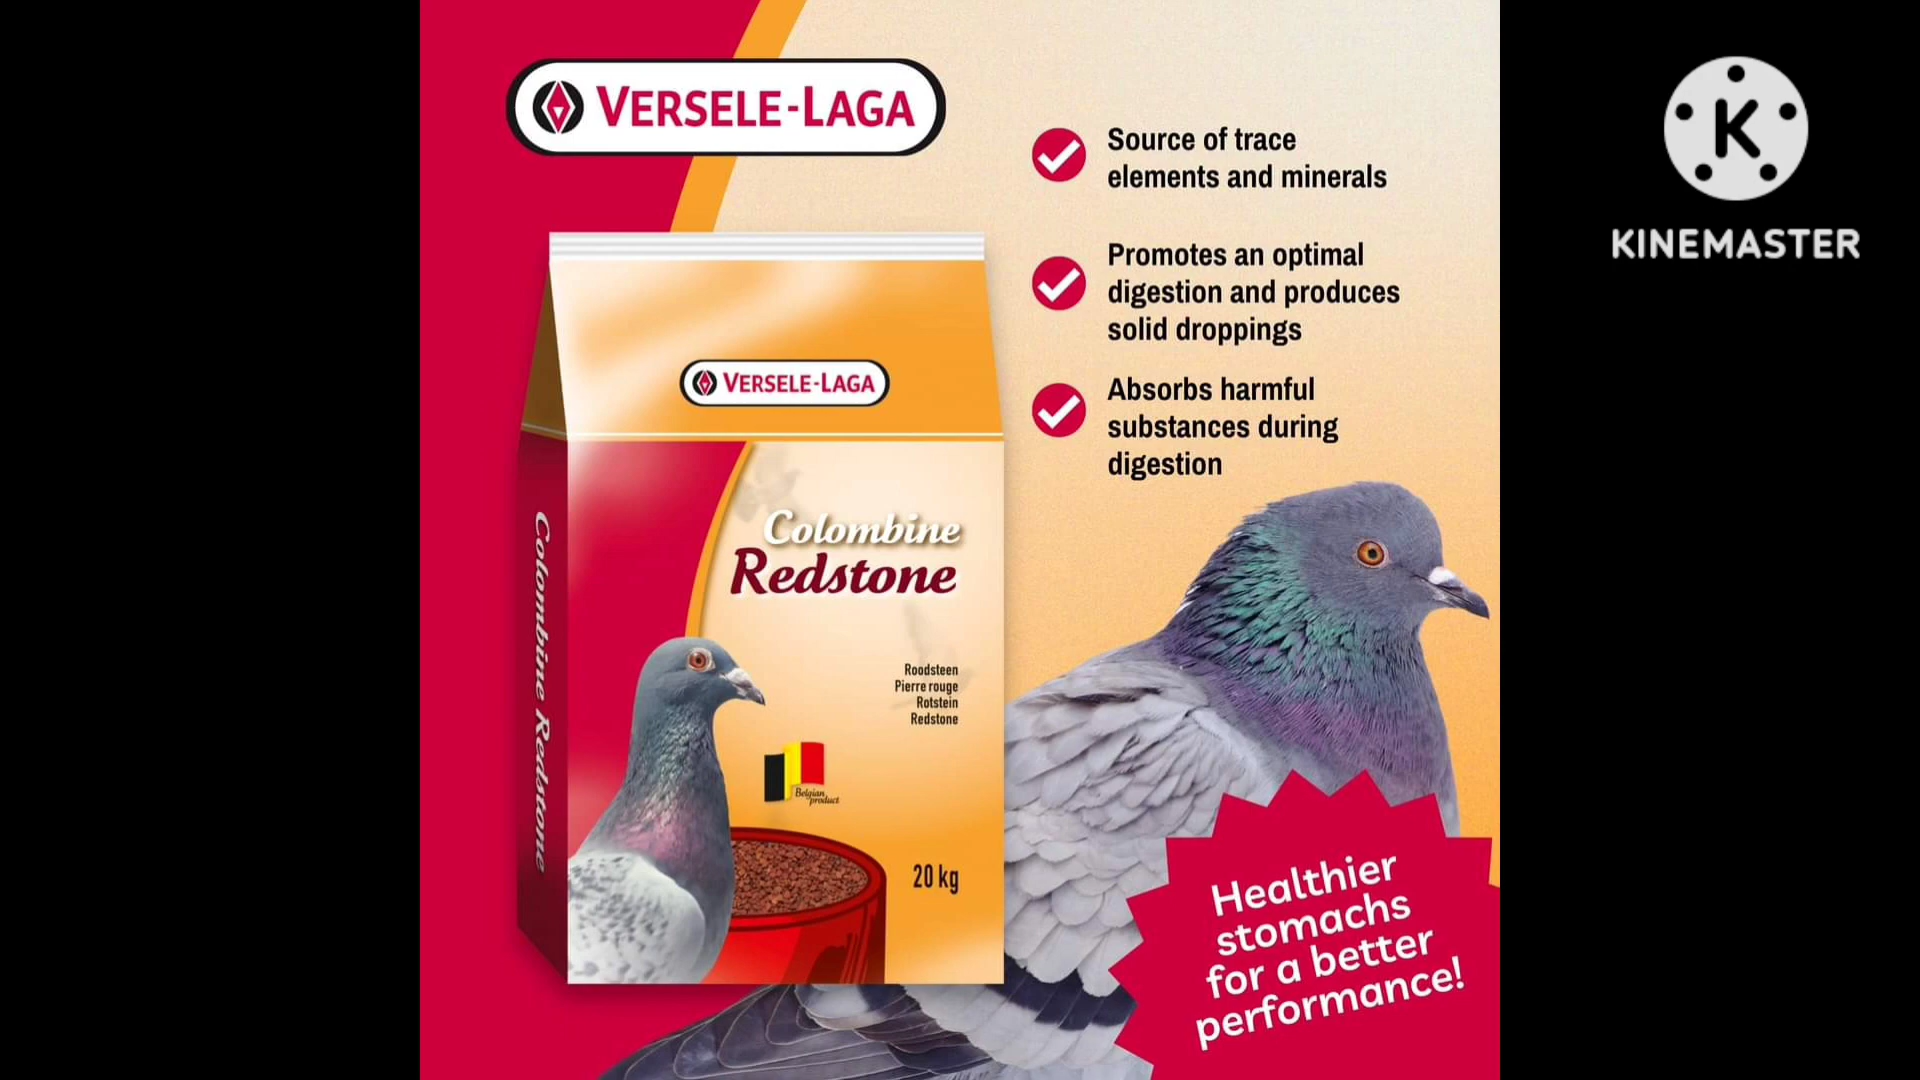 VERSELE-LAGA
Source of trace
elements and minerals
Promotes an optimal
digestion and produces
solid droppings
Absorbs harmful
substances during
digestion
VERSELE-LAGA
Colombine
Redstone
Colombine Redstone
Roodsteen
Pierre rouge
Rotstein
Redstone
Belgian
product
20 kg
Healthier
stomachs
for a better
performance!
K
KINEMASTER